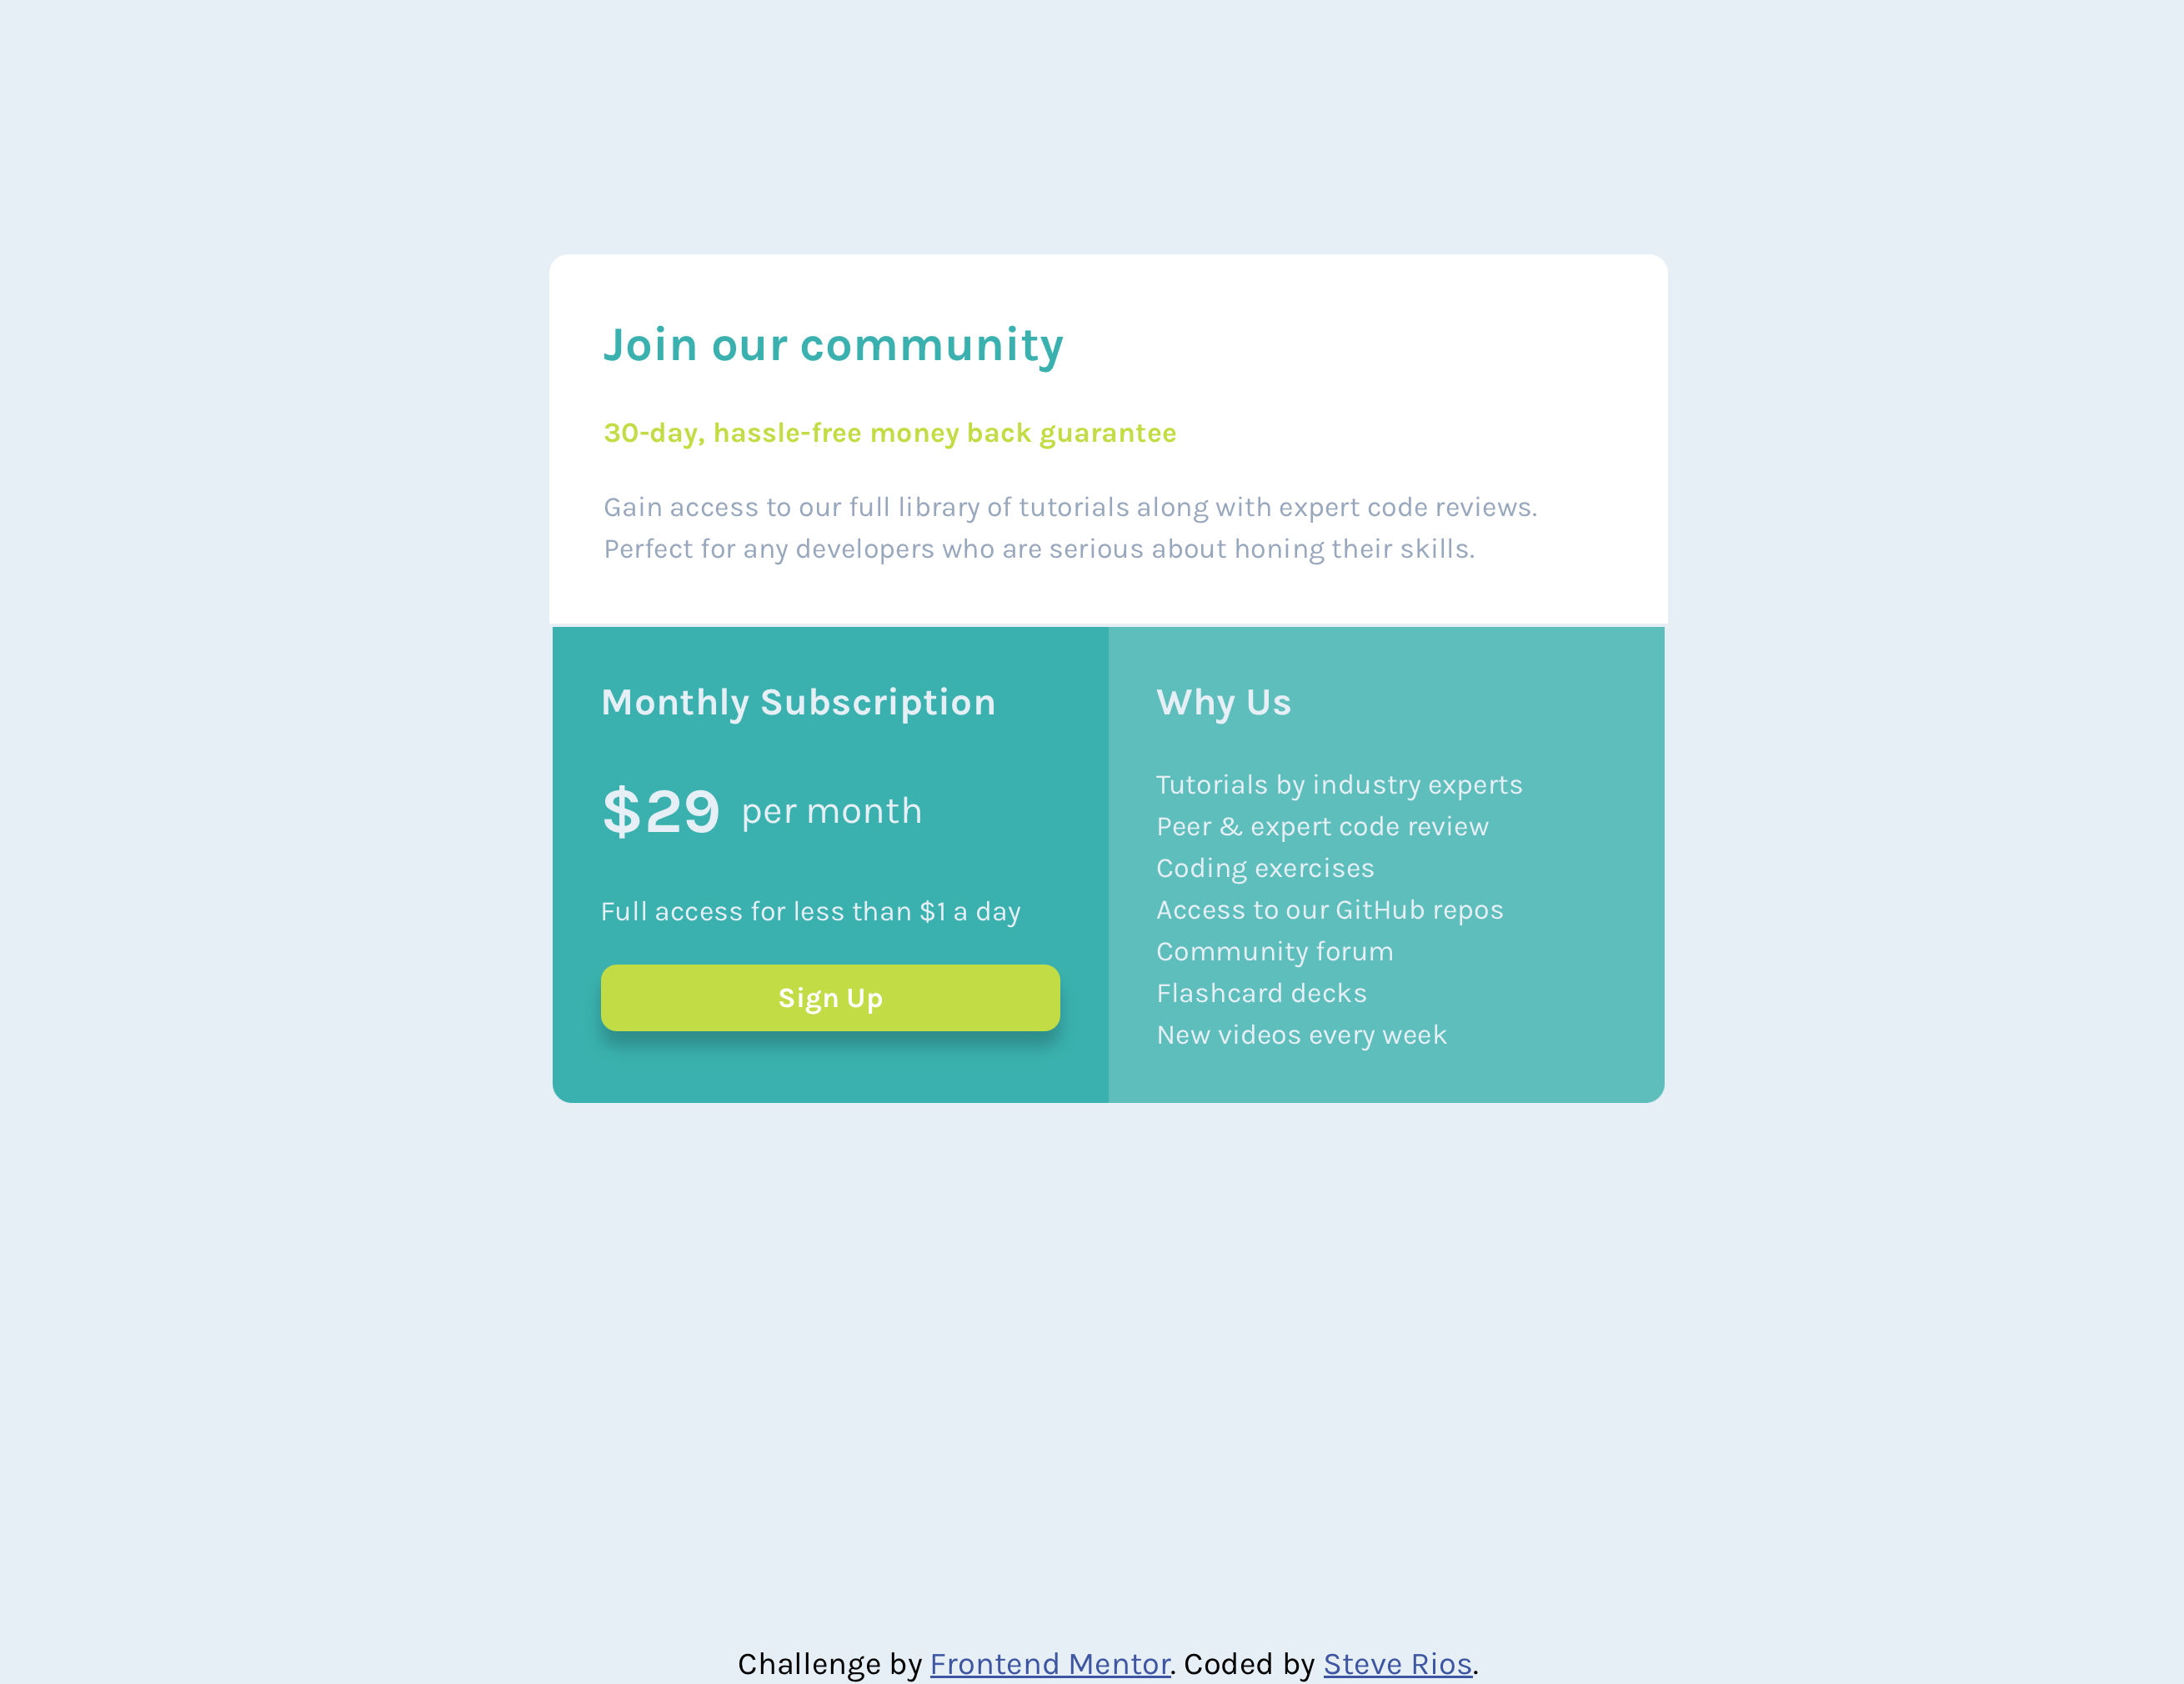 Join our community
30-day, hassle-free money back guarantee
Gain access to our full library of tutorials along with expert code reviews.
Perfect for any developers who are serious about honing their skills.
Monthly Subscription
$29 per month
Full access for less than $1 a day
Sign Up
Why Us
Tutorials by industry experts
Peer & expert code review
Coding exercises
Access to our GitHub repos
Community forum
Flashcard decks
New videos every week
Challenge by Frontend Mentor. Coded by Steve Rios.